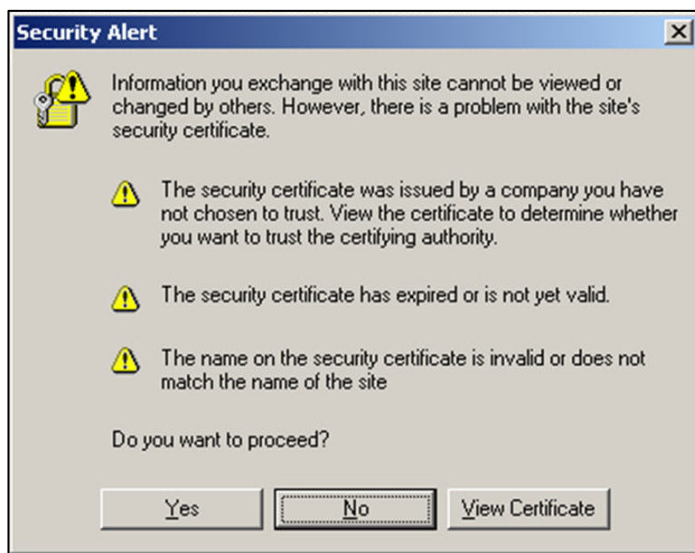 Security Alert
Information you exchange with this site cannot be viewed or
changed by others. However, there is a problem with the site's
security certificate.
The security certificate was issued by a company you have
not chosen to trust. View the certificate to determine whether
you want to trust the certifying authority.
The security certificate has expired or is not yet valid.
The name on the security certificate is invalid or does not
match the name of the site
Do you want to proceed?
Yes No View Certificate